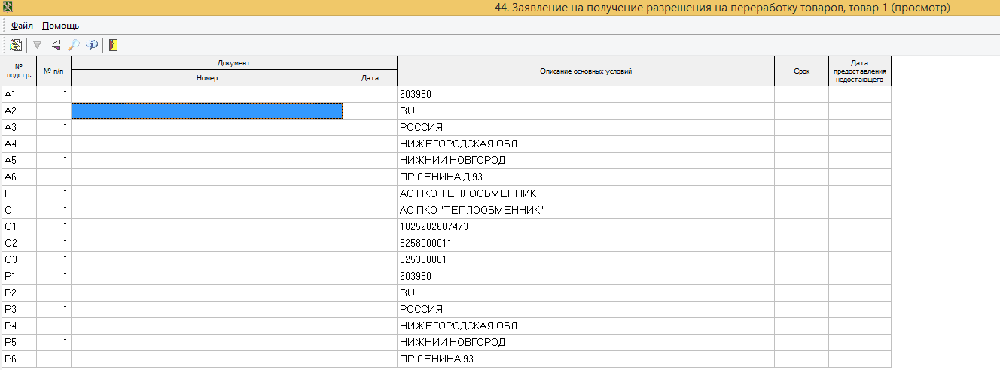 44. Заявление на получение разрешения на переработку товаров, товар 1 (просмотр)
Файл Помощь
№ подстр.
№ п/п
Документ
Номер
Дата
Описание основных условий
Срок
Дата предоставления недостающего
A1 1 603950
A2 1 RU
A3 1 РОССИЯ
A4 1 НИЖЕГОРОДСКАЯ ОБЛ.
A5 1 НИЖНИЙ НОВГОРОД
A6 1 ПР ЛЕНИНА Д 93
F 1 АО ПКО ТЕПЛООБМЕННИК
O 1 АО ПКО "ТЕПЛООБМЕННИК"
O1 1 1025202607473
O2 1 5258000011
O3 1 525350001
P1 1 603950
P2 1 RU
P3 1 РОССИЯ
P4 1 НИЖЕГОРОДСКАЯ ОБЛ.
P5 1 НИЖНИЙ НОВГОРОД
P6 1 ПР ЛЕНИНА 93